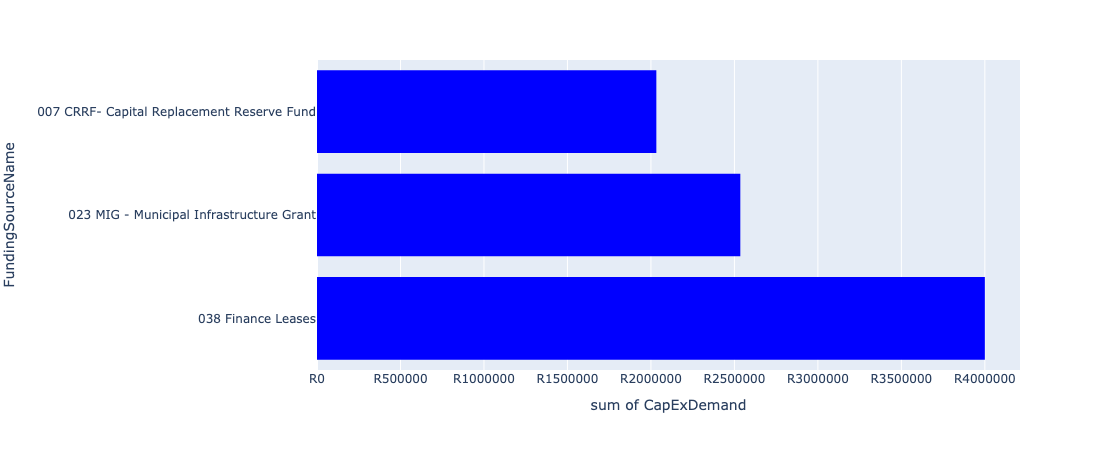 FundingSourceName
007 CRRF- Capital Replacement Reserve Fund
023 MIG - Municipal Infrastructure Grant
038 Finance Leases
R0 R500000 R1000000 R1500000 R2000000 R2500000 R3000000 R3500000 R4000000
sum of CapExDemand